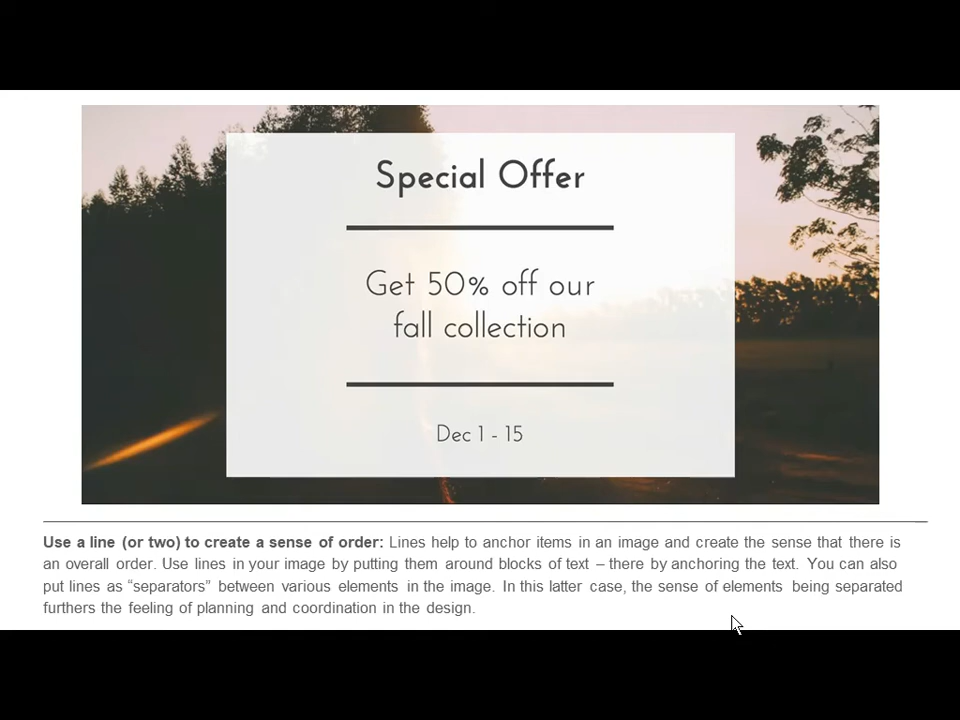 Special Offer
Get 50% off our
fall collection
Dec 1 - 15
Use a line (or two) to create a sense of order: Lines help to anchor items in an image and create the sense that there is
an overall order. Use lines in your image by putting them around blocks of text – there by anchoring the text. You can also
put lines as “separators” between various elements in the image. In this latter case, the sense of elements being separated
furthers the feeling of planning and coordination in the design.